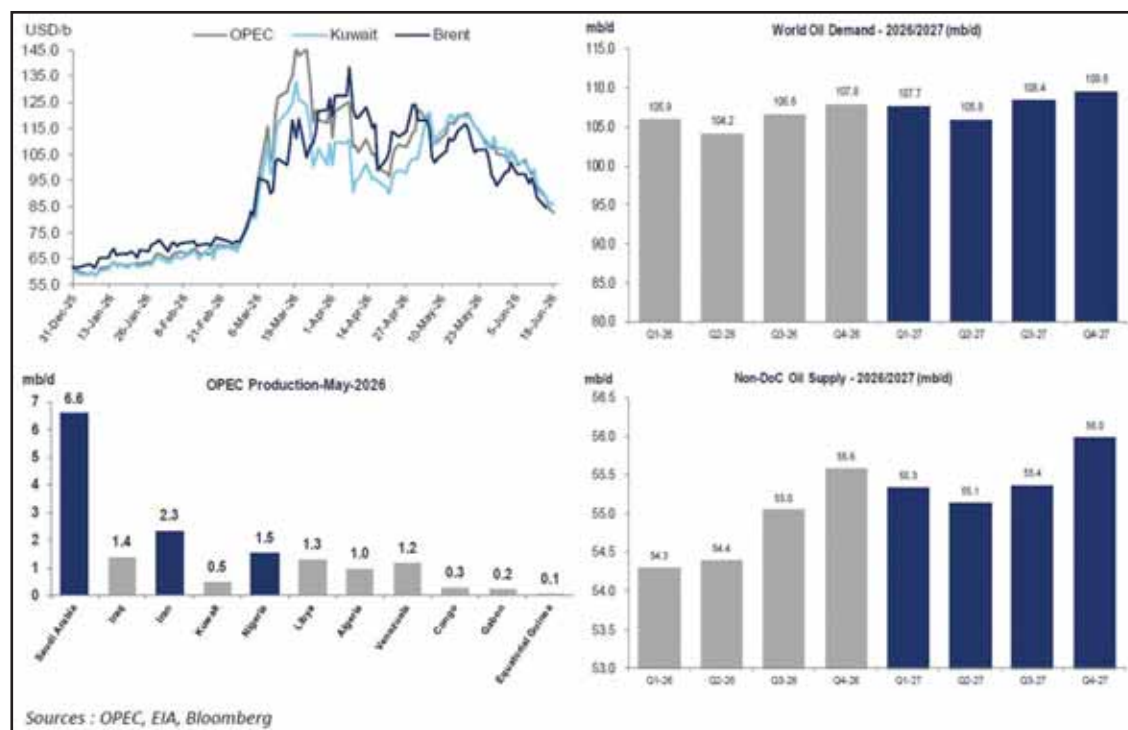 USD/b
OPEC Kuwait Brent
145.0
135.0
125.0
115.0
105.0
95.0
85.0
75.0
65.0
55.0
31-Dec-25
13-Jan-26
26-Jan-26
8-Feb-26
21-Feb-26
6-Mar-26
19-Mar-26
1-Apr-26
14-Apr-26
27-Apr-26
10-May-26
23-May-26
5-Jun-26
18-Jun-26
mb/d
World Oil Demand - 2026/2027 (mb/d)
115.0
110.0
105.0
100.0
95.0
90.0
85.0
80.0
105.9
104.2
106.6
107.8
107.7
105.8
108.4
109.6
Q1-26
Q2-26
Q3-26
Q4-26
Q1-27
Q2-27
Q3-27
Q4-27
mb/d
OPEC Production-May-2026
7
6
5
4
3
2
1
0
6.6
1.4
2.3
0.5
1.5
1.3
1.0
1.2
0.3
0.2
0.1
Saudi Arabia
Iraq
Iran
Kuwait
Nigeria
Libya
Algeria
Venezuela
Congo
Gabon
Equatorial Guinea
mb/d
Non-DoC Oil Supply - 2026/2027 (mb/d)
56.5
56.0
55.5
55.0
54.5
54.0
53.5
53.0
54.3
54.4
55.0
55.6
55.3
55.1
55.4
56.0
Q1-26
Q2-26
Q3-26
Q4-26
Q1-27
Q2-27
Q3-27
Q4-27
Sources : OPEC, EIA, Bloomberg